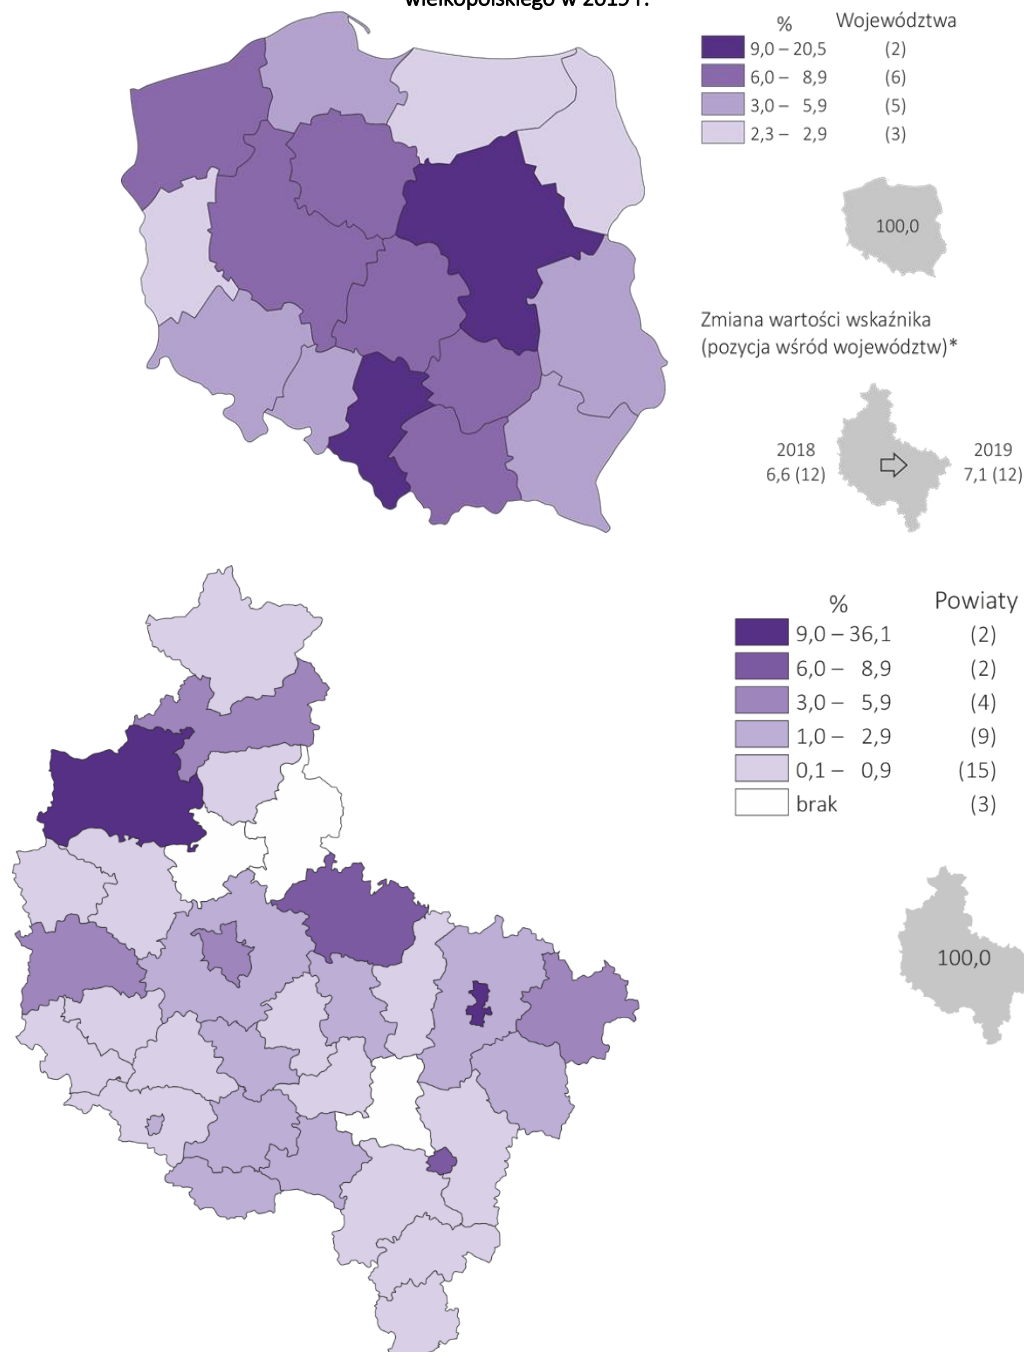 wielkopolskiego w 2019 r.
% Województwa
9,0 – 20,5 (2)
6,0 – 8,9 (6)
3,0 – 5,9 (5)
2,3 – 2,9 (3)
100,0
Zmiana wartości wskaźnika
(pozycja wśród województw)*
2018 2019
6,6 (12) 7,1 (12)
% Powiaty
9,0 – 36,1 (2)
6,0 – 8,9 (2)
3,0 – 5,9 (4)
1,0 – 2,9 (9)
0,1 – 0,9 (15)
brak (3)
100,0